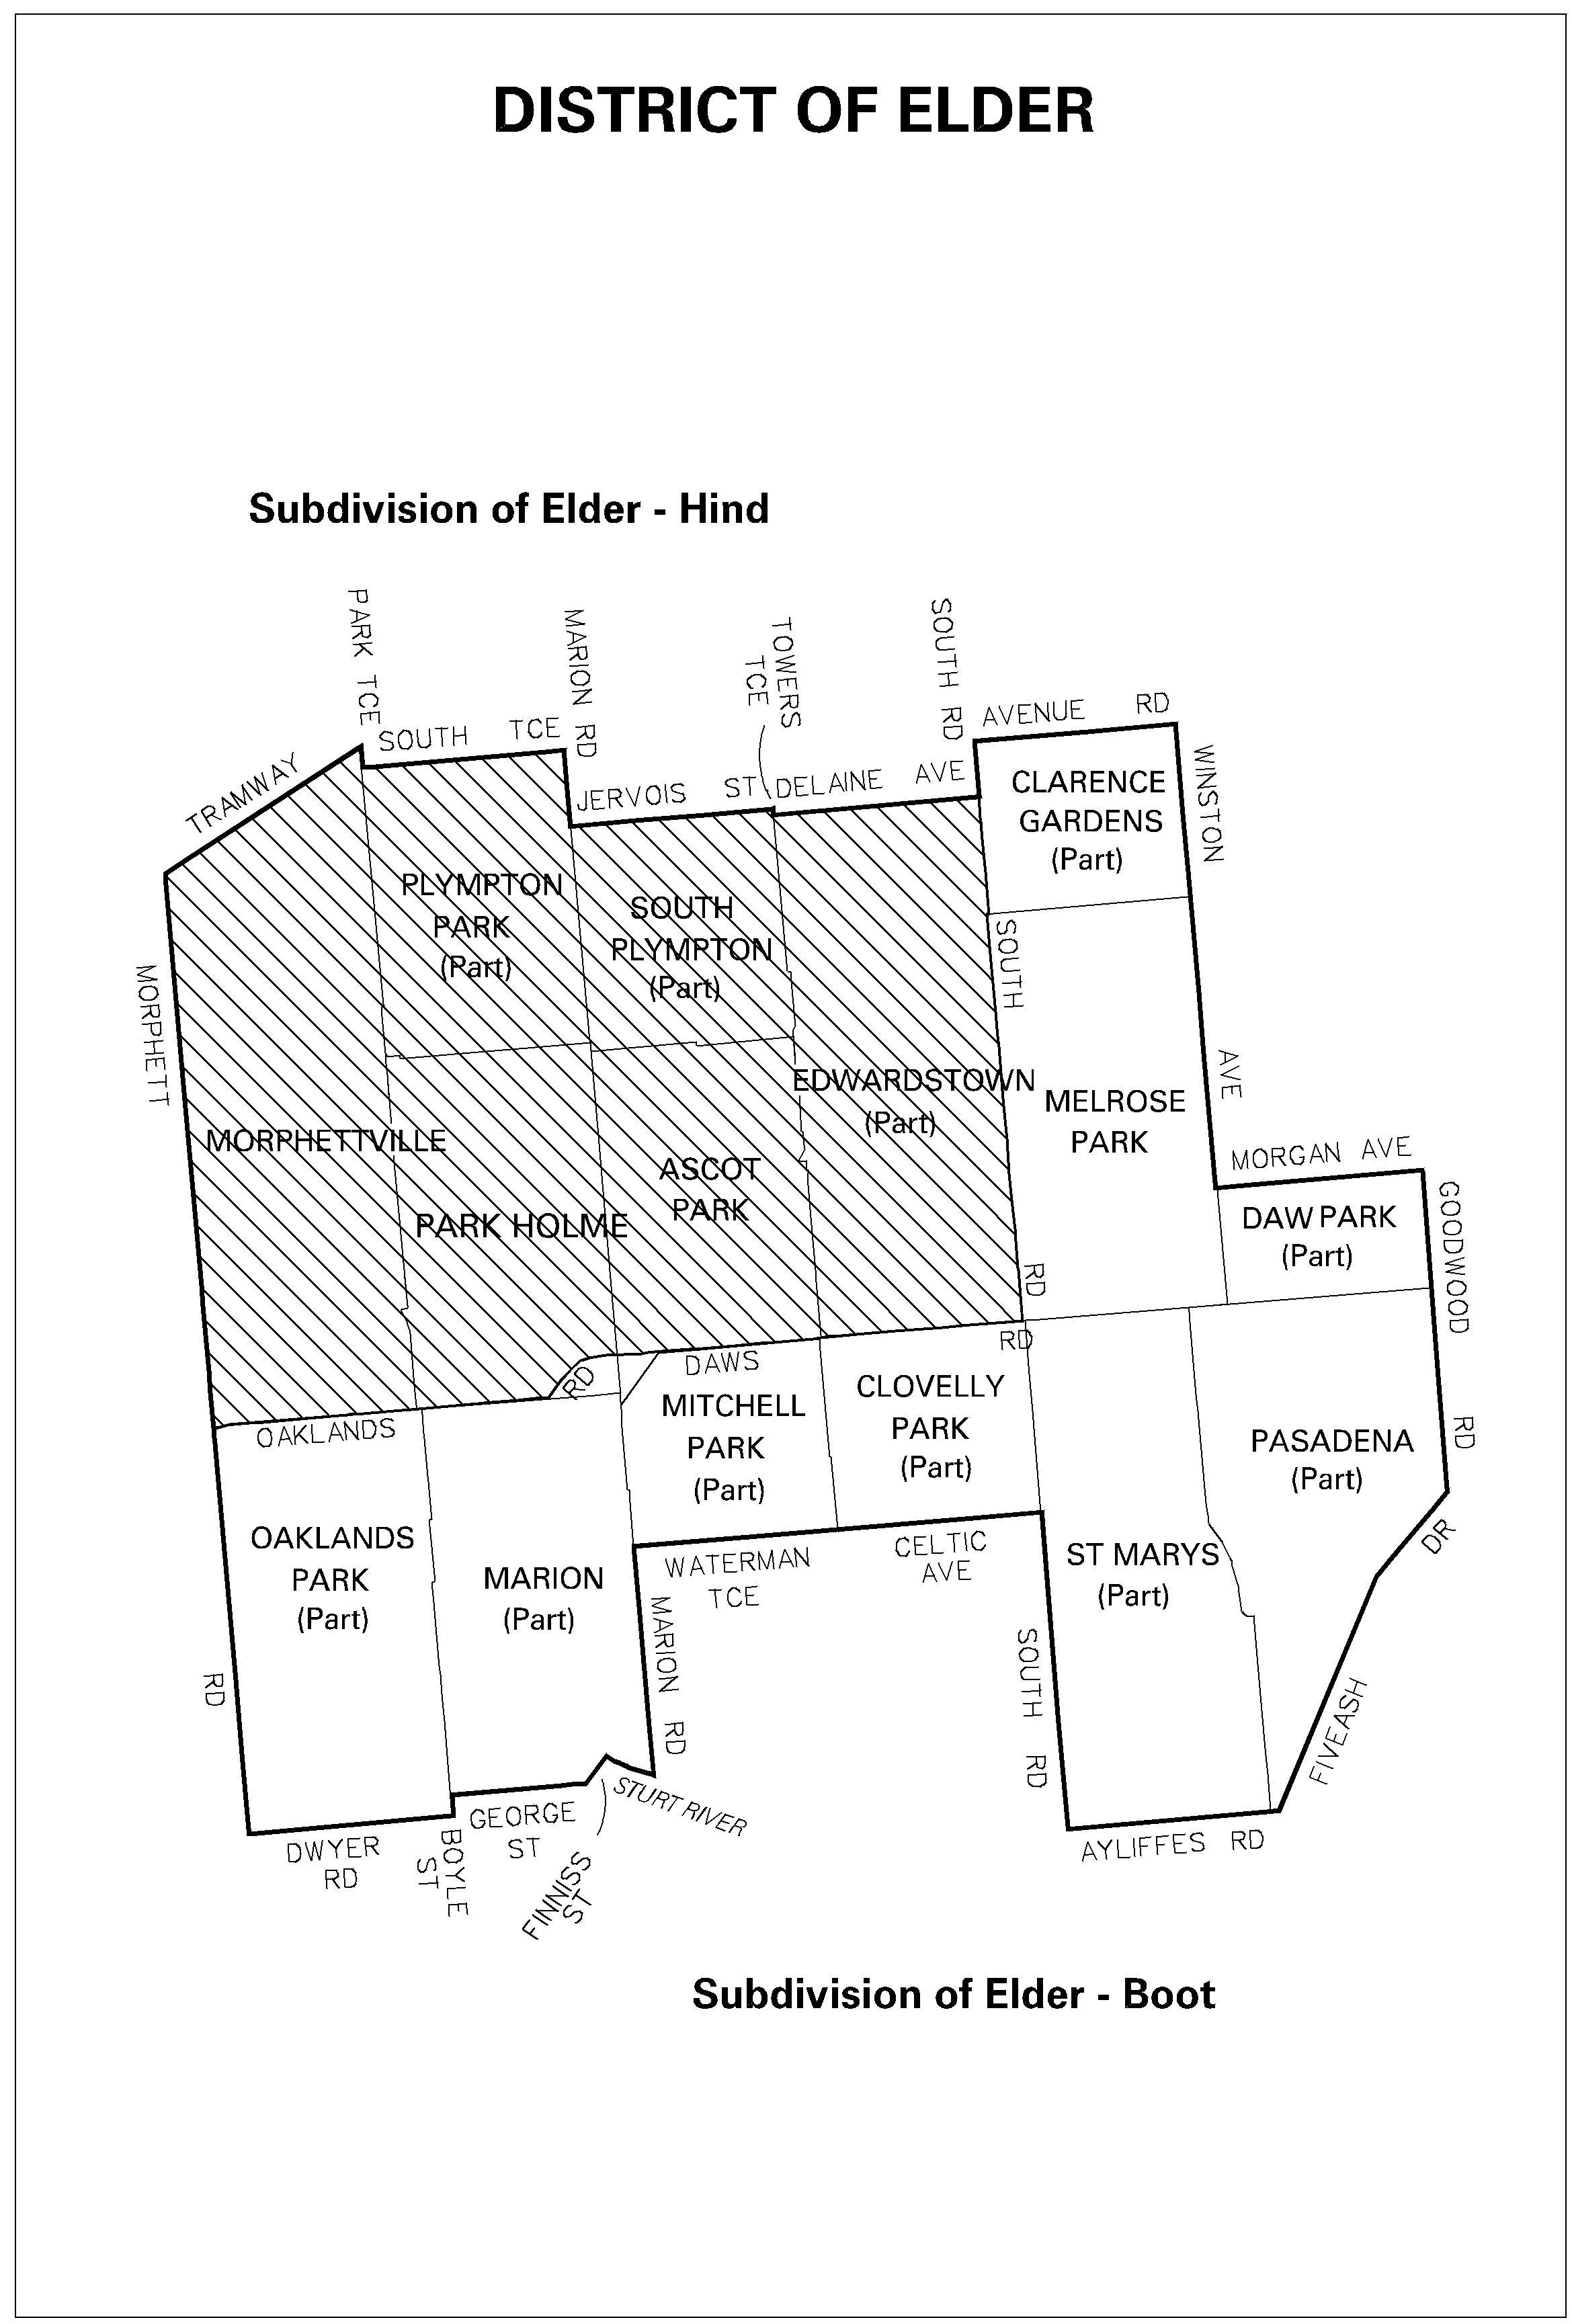 DISTRICT OF ELDER
Subdivision of Elder - Hind
PARK TCE
MARION RD
TOWERS
TCE
SOUTH RD
TRAMWAY
SOUTH TCE
JERVOIS ST
DELAINE AVE
AVENUE RD
WINSTON
AVE
CLARENCE
GARDENS
(Part)
PLYMPTON
PARK
(Part)
SOUTH
PLYMPTON
(Part)
SOUTH
RD
MORPHETT
RD
EDWARDSTOWN
(Part)
MELROSE
PARK
MORPHETTVILLE
ASCOT
PARK
PARK HOLME
MORGAN AVE
DAW PARK
(Part)
GOODWOOD
RD
OAKLANDS
RD
DAWS
RD
MITCHELL
PARK
(Part)
CLOVELLY
PARK
(Part)
PASADENA
(Part)
OAKLANDS
PARK
(Part)
MARION
(Part)
WATERMAN
TCE
CELTIC
AVE
ST MARYS
(Part)
MARION RD
SOUTH RD
FIVEASH
DR
DWYER
RD
BOYLE
ST
GEORGE
ST
FINNISS
ST
STURT RIVER
AYLIFFES RD
Subdivision of Elder - Boot